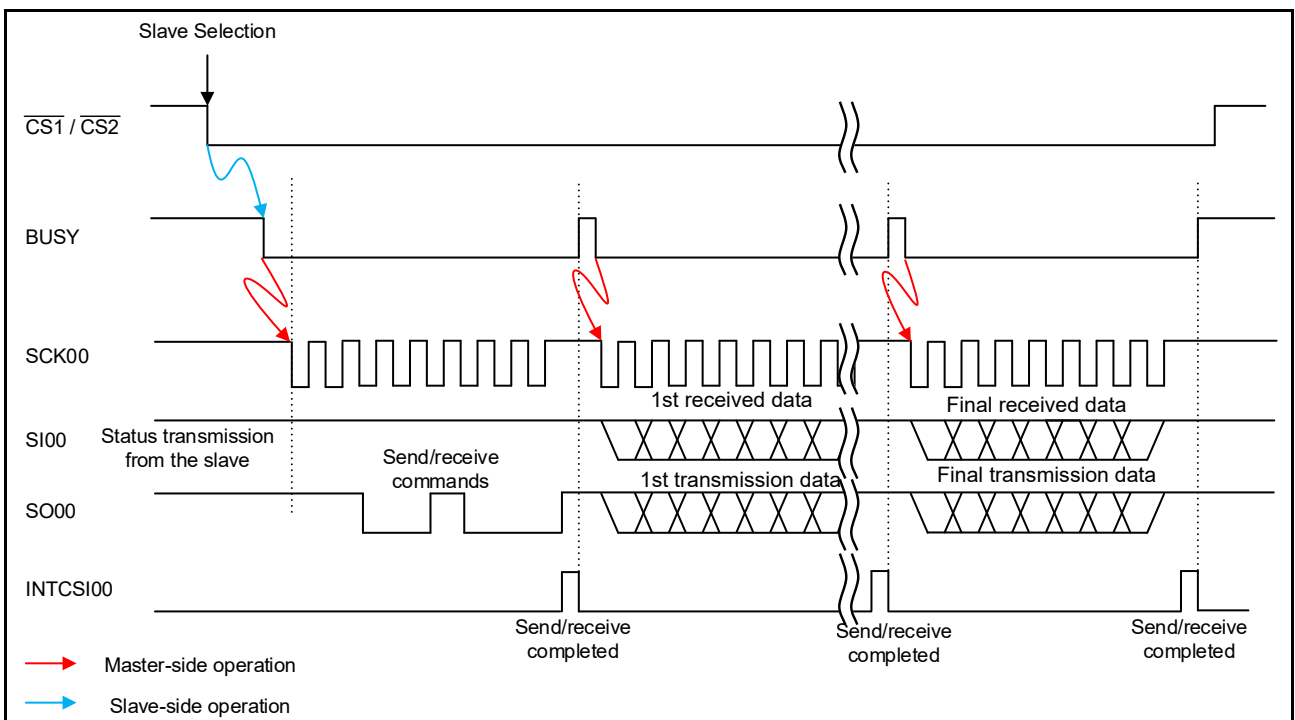 Slave Selection
CS1 / CS2
BUSY
SCK00
1st received data
Final received data
SI00
Status transmission
from the slave
Send/receive
commands
1st transmission data
Final transmission data
SO00
INTCSI00
Send/receive
completed
Send/receive
completed
Send/receive
completed
Master-side operation
Slave-side operation